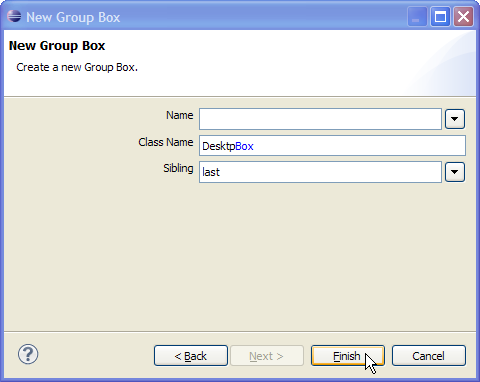 New Group Box
New Group Box
Create a new Group Box.
Name
Class Name DesktpBox
Sibling last
? < Back Next > Finish Cancel